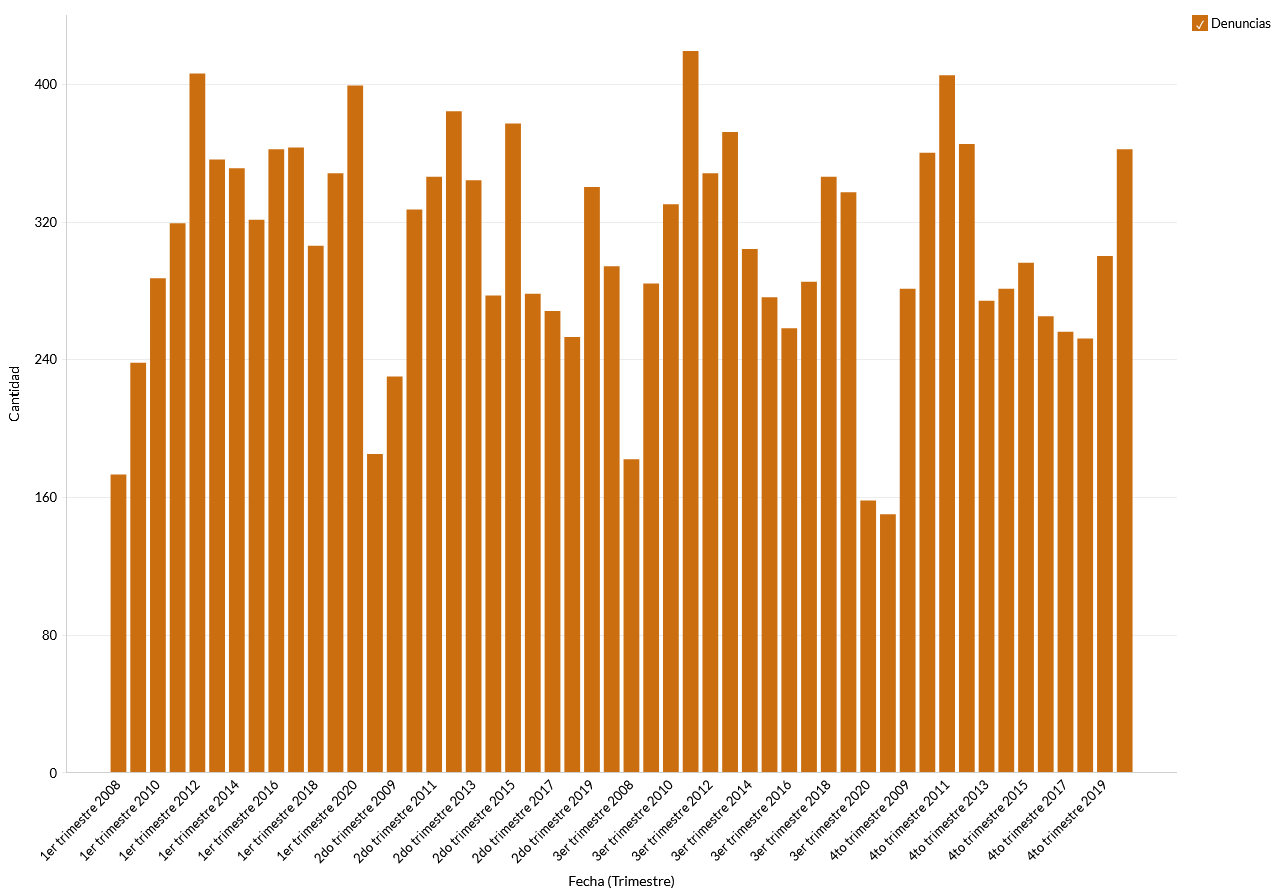 Denuncias
400
320
240
160
80
0
Cantidad
1er trimestre 2008
1er trimestre 2010
1er trimestre 2012
1er trimestre 2014
1er trimestre 2016
1er trimestre 2018
1er trimestre 2020
2do trimestre 2009
2do trimestre 2011
2do trimestre 2013
2do trimestre 2015
2do trimestre 2017
2do trimestre 2019
3er trimestre 2008
3er trimestre 2010
3er trimestre 2012
3er trimestre 2014
3er trimestre 2016
3er trimestre 2018
3er trimestre 2020
4to trimestre 2009
4to trimestre 2011
4to trimestre 2013
4to trimestre 2015
4to trimestre 2017
4to trimestre 2019
Fecha (Trimestre)